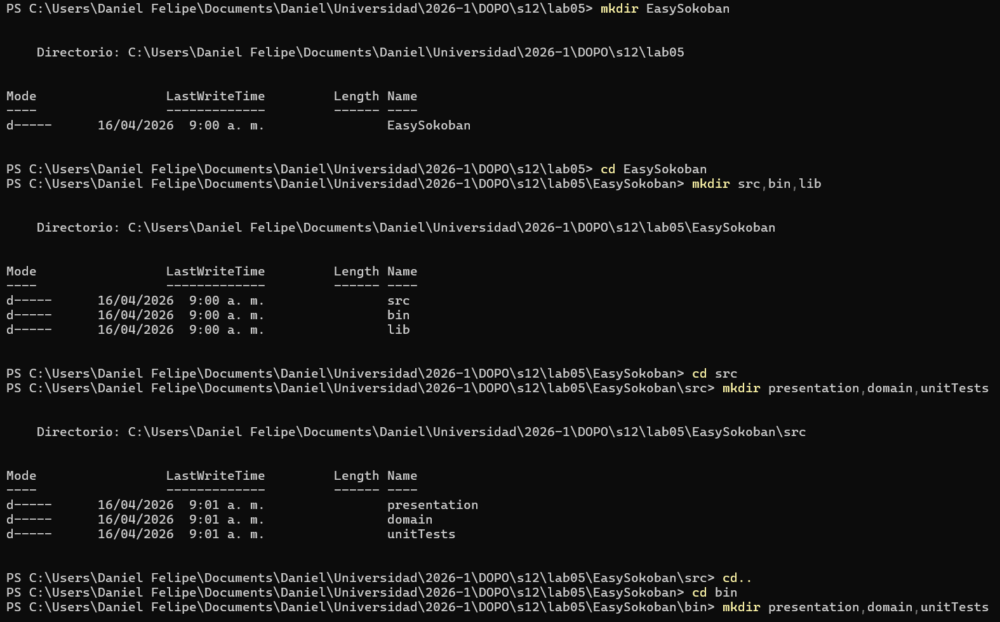 PS C:\Users\Daniel Felipe\Documents\Daniel\Universidad\2026-1\DOPO\s12\lab05> mkdir EasySokoban
Directorio: C:\Users\Daniel Felipe\Documents\Daniel\Universidad\2026-1\DOPO\s12\lab05
Mode                 LastWriteTime         Length Name
----                 -------------         ------ ----
d-----      16/04/2026  9:00 a. m.                EasySokoban
PS C:\Users\Daniel Felipe\Documents\Daniel\Universidad\2026-1\DOPO\s12\lab05> cd EasySokoban
PS C:\Users\Daniel Felipe\Documents\Daniel\Universidad\2026-1\DOPO\s12\lab05\EasySokoban> mkdir src,bin,lib
Directorio: C:\Users\Daniel Felipe\Documents\Daniel\Universidad\2026-1\DOPO\s12\lab05\EasySokoban
Mode                 LastWriteTime         Length Name
----                 -------------         ------ ----
d-----      16/04/2026  9:00 a. m.                src
d-----      16/04/2026  9:00 a. m.                bin
d-----      16/04/2026  9:00 a. m.                lib
PS C:\Users\Daniel Felipe\Documents\Daniel\Universidad\2026-1\DOPO\s12\lab05\EasySokoban> cd src
PS C:\Users\Daniel Felipe\Documents\Daniel\Universidad\2026-1\DOPO\s12\lab05\EasySokoban\src> mkdir presentation,domain,unitTests
Directorio: C:\Users\Daniel Felipe\Documents\Daniel\Universidad\2026-1\DOPO\s12\lab05\EasySokoban\src
Mode                 LastWriteTime         Length Name
----                 -------------         ------ ----
d-----      16/04/2026  9:01 a. m.                presentation
d-----      16/04/2026  9:01 a. m.                domain
d-----      16/04/2026  9:01 a. m.                unitTests
PS C:\Users\Daniel Felipe\Documents\Daniel\Universidad\2026-1\DOPO\s12\lab05\EasySokoban\src> cd..
PS C:\Users\Daniel Felipe\Documents\Daniel\Universidad\2026-1\DOPO\s12\lab05\EasySokoban> cd bin
PS C:\Users\Daniel Felipe\Documents\Daniel\Universidad\2026-1\DOPO\s12\lab05\EasySokoban\bin> mkdir presentation,domain,unitTests